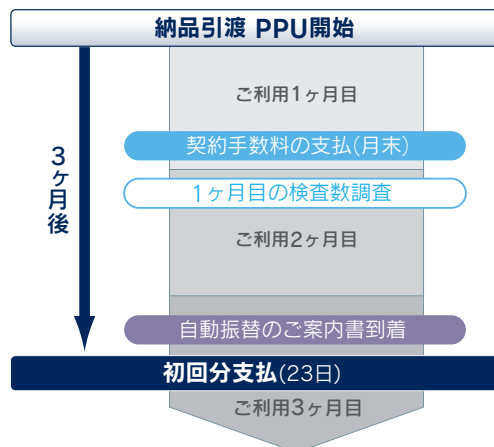 納品引渡 PPU開始
ご利用1ヶ月目
契約手数料の支払(月末)
1ヶ月目の検査数調査
3ヶ月後
ご利用2ヶ月目
自動振替のご案内書到着
初回分支払(23日)
ご利用3ヶ月目